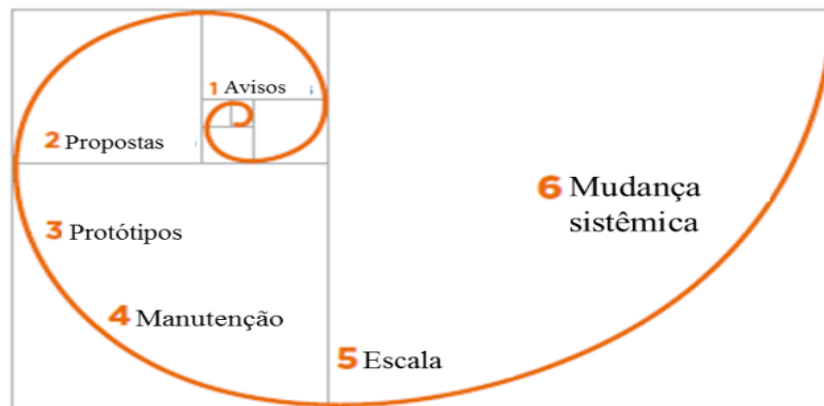 1 Avisos
2 Propostas
3 Protótipos
4 Manutenção
5 Escala
6 Mudança
sistêmica